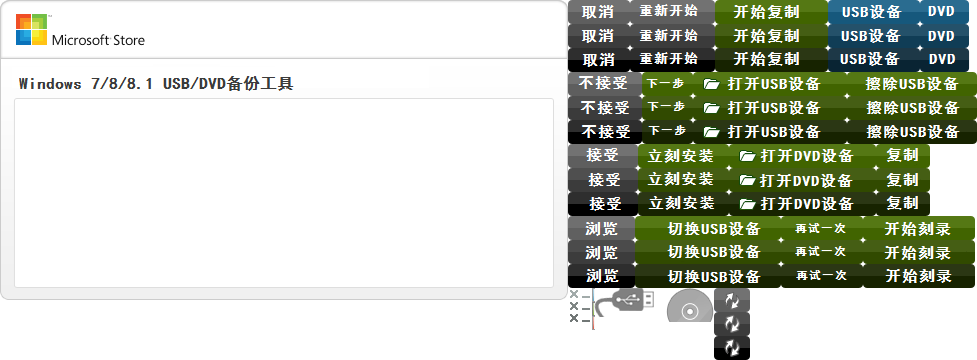 Microsoft Store
Windows 7/8/8.1 USB/DVD备份工具
取消 重新开始 开始复制 USB设备 DVD
取消 重新开始 开始复制 USB设备 DVD
取消 重新开始 开始复制 USB设备 DVD
不接受 下一步 打开USB设备 擦除USB设备
不接受 下一步 打开USB设备 擦除USB设备
不接受 下一步 打开USB设备 擦除USB设备
接受 立刻安装 打开DVD设备 复制
接受 立刻安装 打开DVD设备 复制
接受 立刻安装 打开DVD设备 复制
浏览 切换USB设备 再试一次 开始刻录
浏览 切换USB设备 再试一次 开始刻录
浏览 切换USB设备 再试一次 开始刻录